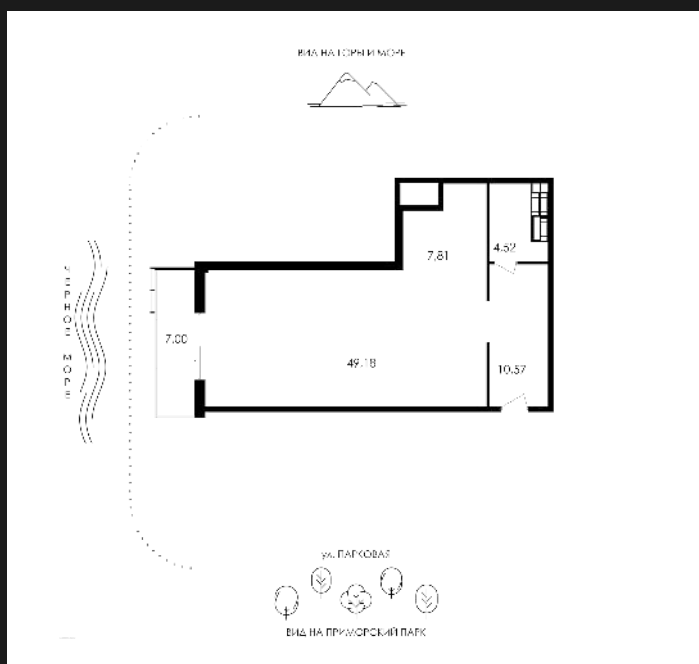 ВИД НА ГОРЫ И МОРЕ
ЧЕРНОЕ МОРЕ
4.52
7,81
7.00
49.18
10.57
ул. ПАРКОВАЯ
ВИД НА ПРИМОРСКИЙ ПАРК